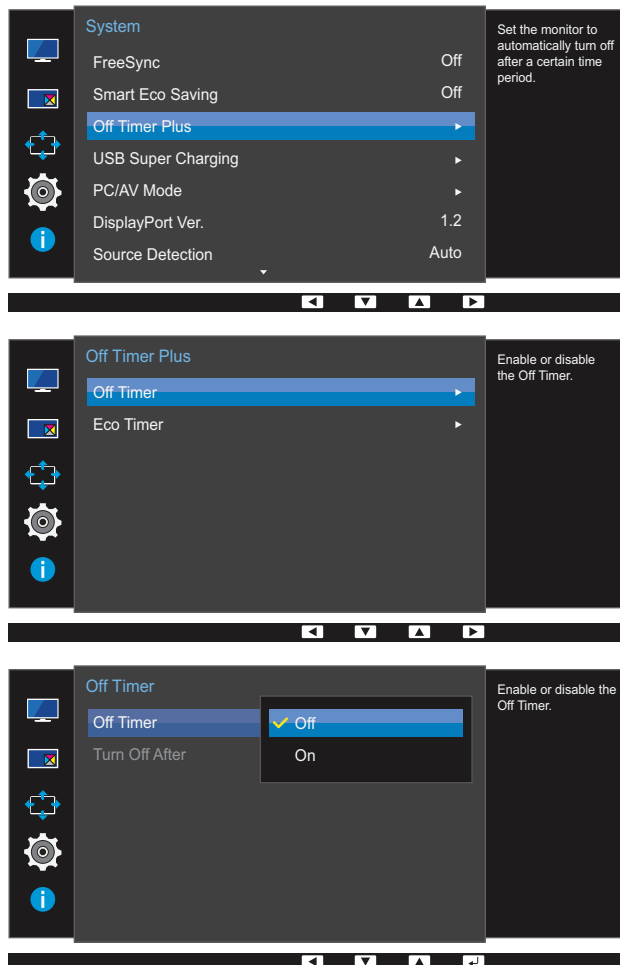 System
Set the monitor to
automatically turn off
after a certain time
period.
FreeSync Off
Smart Eco Saving Off
Off Timer Plus
USB Super Charging
PC/AV Mode
DisplayPort Ver. 1.2
Source Detection Auto
i
Off Timer Plus
Enable or disable
the Off Timer.
Off Timer
Eco Timer
i
Off Timer
Enable or disable the
Off Timer.
Off Timer Off
Turn Off After On
i